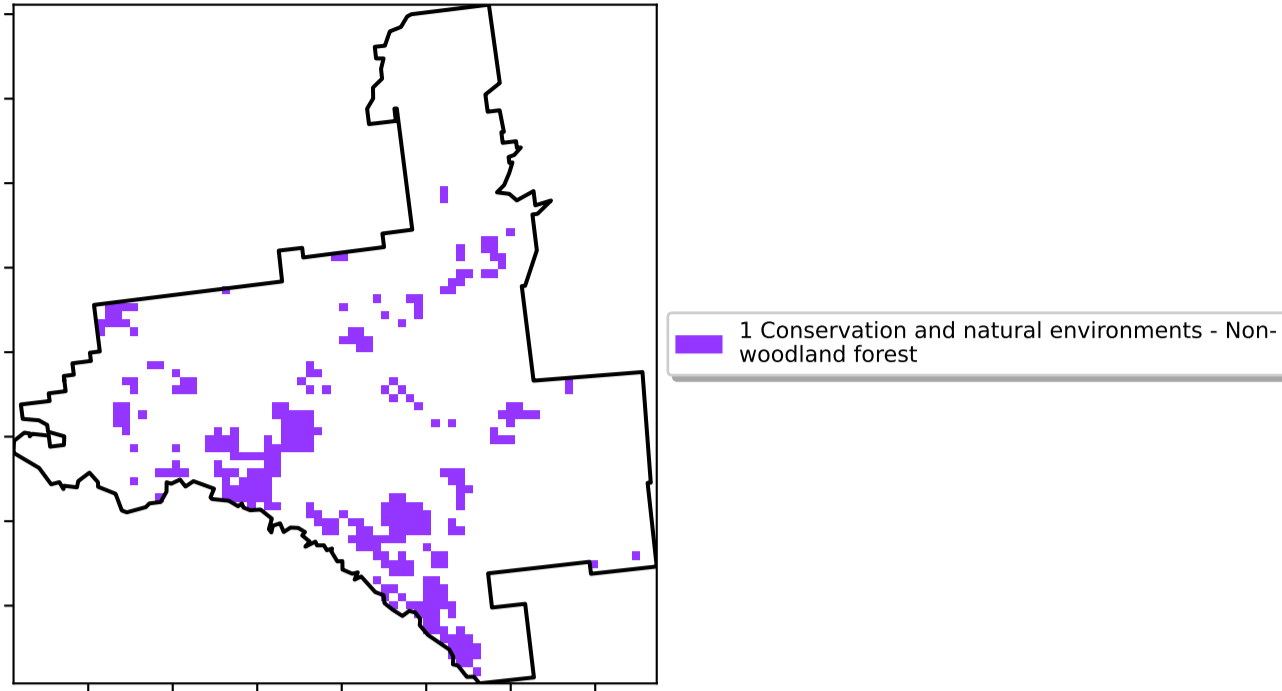 1 Conservation and natural environments - Non-
woodland forest